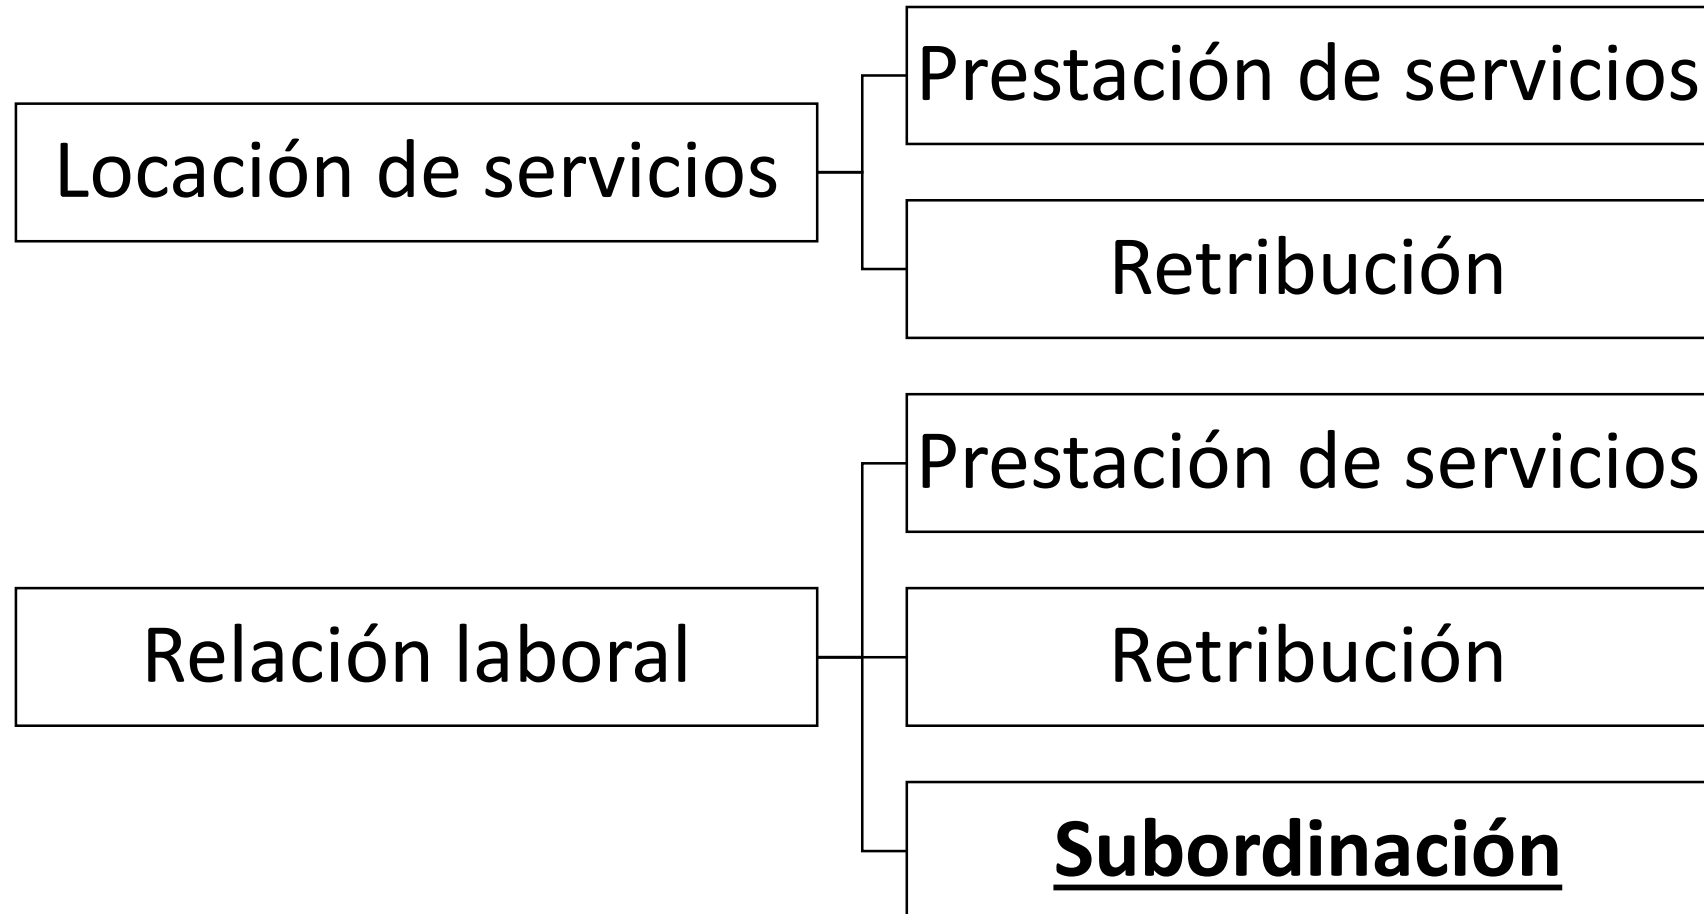 Locación de servicios
Prestación de servicios
Retribución
Relación laboral
Prestación de servicios
Retribución
Subordinación